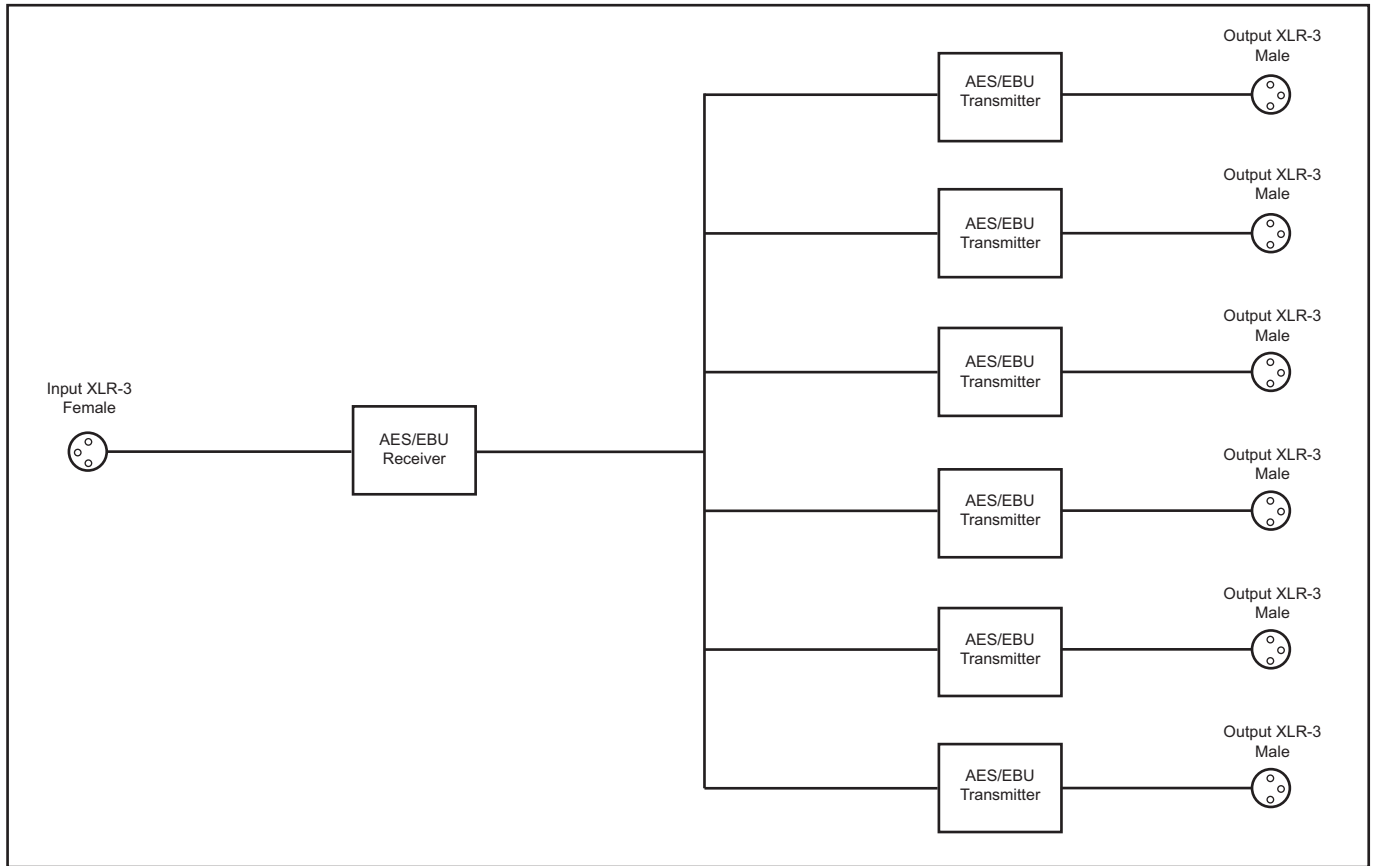 Output XLR-3
Male
AES/EBU
Transmitter
Output XLR-3
Male
AES/EBU
Transmitter
Output XLR-3
Male
AES/EBU
Transmitter
Input XLR-3
Female
AES/EBU
Receiver
Output XLR-3
Male
AES/EBU
Transmitter
Output XLR-3
Male
AES/EBU
Transmitter
Output XLR-3
Male
AES/EBU
Transmitter